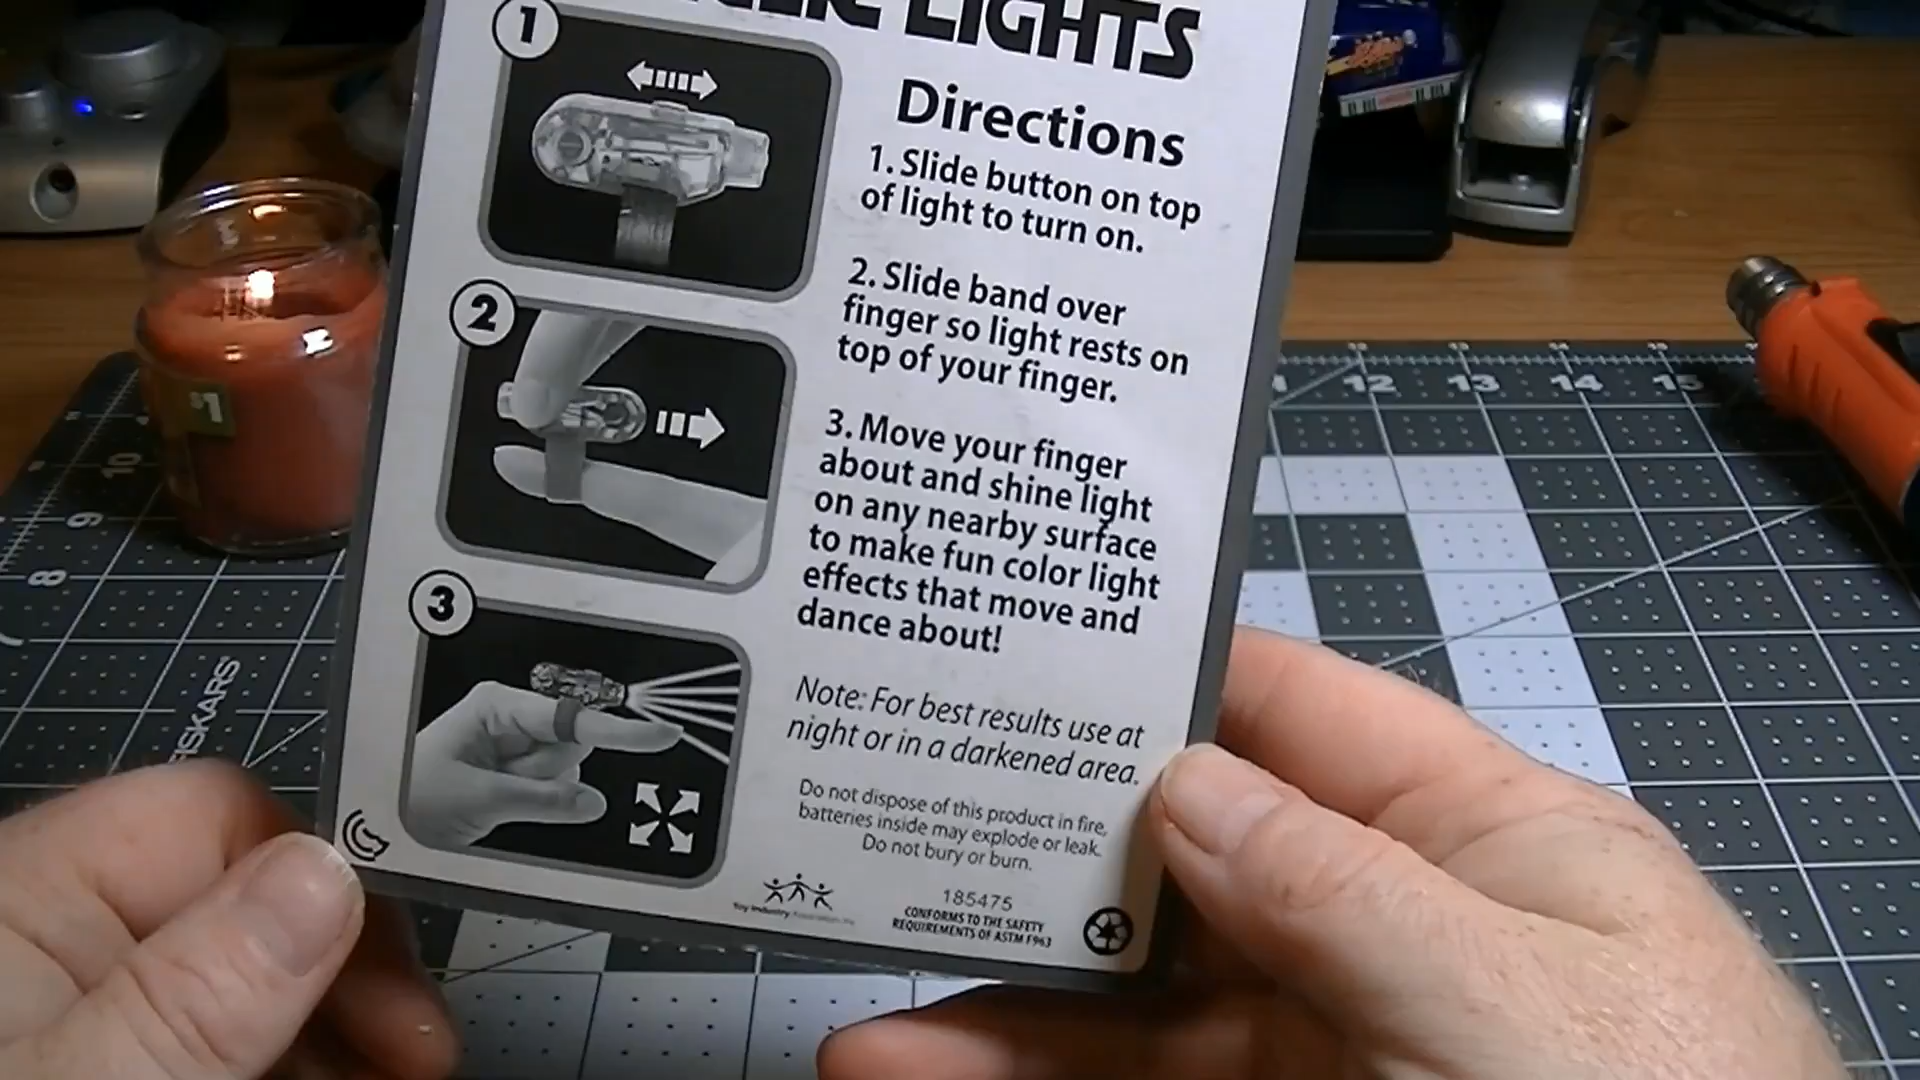 LIGHTS
Directions
1. Slide button on top
of light to turn on.
2. Slide band over
finger so light rests on
top of your finger.
3. Move your finger
about and shine light
on any nearby surface
to make fun color light
effects that move and
dance about!
Note: For best results use at
night or in a darkened area.
Do not dispose of this product in fire,
batteries inside may explode or leak.
Do not bury or burn.
185475
CONFORMS TO THE SAFETY
REQUIREMENTS OF ASTM F963
Toy Industry Association
1
2
3
$1
FISKARS
10
9
8
7
12
13
14
15